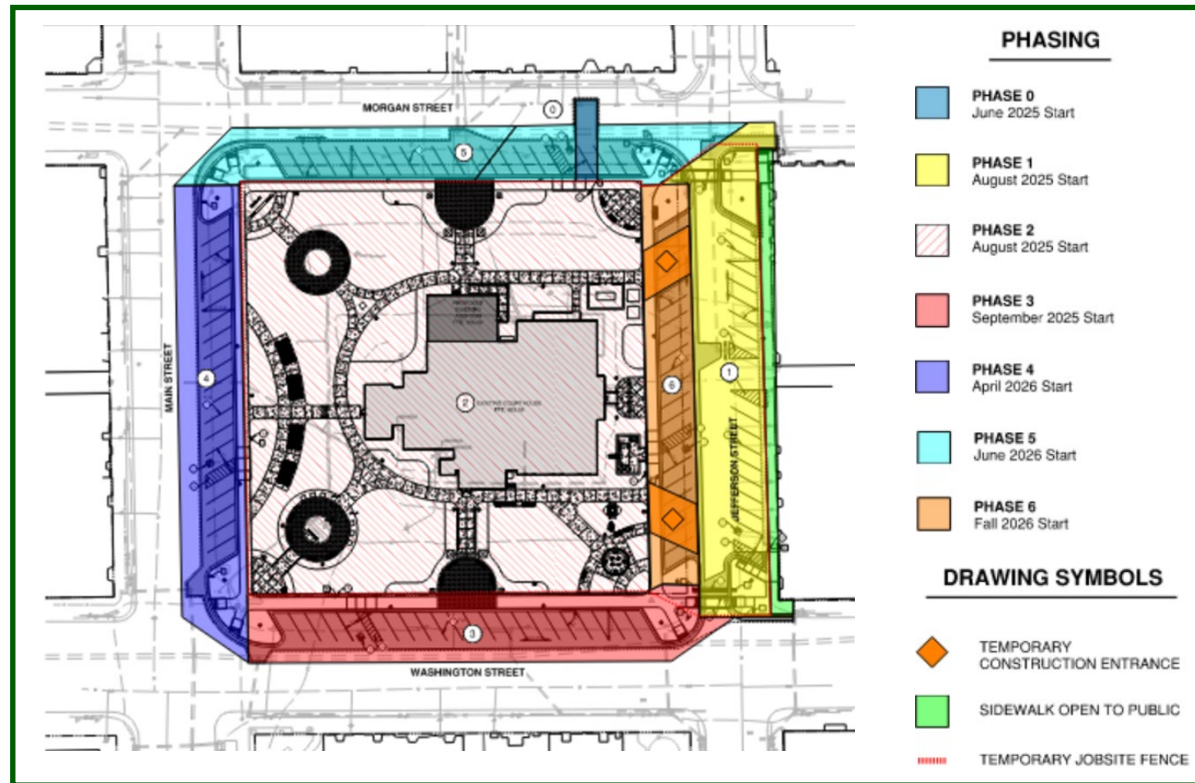 MORGAN STREET
0
5
MAIN STREET
4
2
EXISTING COURT HOUSE
6
1
JEFFERSON STREET
3
WASHINGTON STREET
PHASING
PHASE 0
June 2025 Start
PHASE 1
August 2025 Start
PHASE 2
August 2025 Start
PHASE 3
September 2025 Start
PHASE 4
April 2026 Start
PHASE 5
June 2026 Start
PHASE 6
Fall 2026 Start
DRAWING SYMBOLS
TEMPORARY
CONSTRUCTION ENTRANCE
SIDEWALK OPEN TO PUBLIC
TEMPORARY JOBSITE FENCE